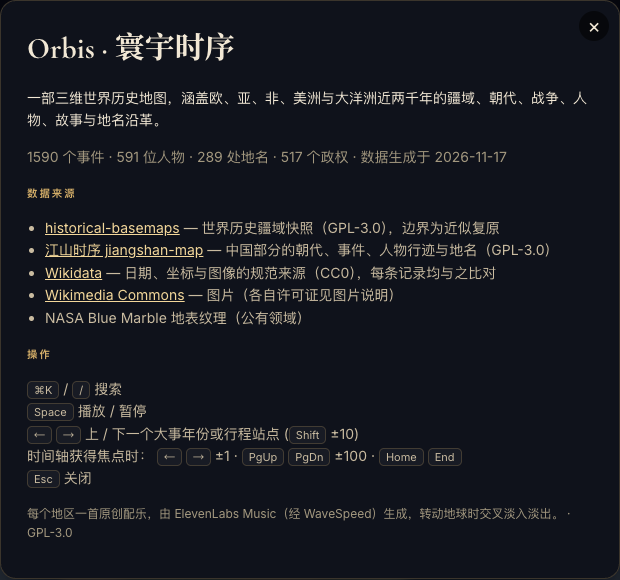 ×
Orbis · 寰宇时序
一部三维世界历史地图，涵盖欧、亚、非、美洲与大洋洲近两千年的疆域、朝代、战争、人
物、故事与地名沿革。
1590 个事件 · 591 位人物 · 289 处地名 · 517 个政权 · 数据生成于 2026-11-17
数据来源
• historical-basemaps — 世界历史疆域快照（GPL-3.0），边界为近似复原
• 江山时序 jiangshan-map — 中国部分的朝代、事件、人物行迹与地名（GPL-3.0）
• Wikidata — 日期、坐标与图像的规范来源（CC0），每条记录均与之比对
• Wikimedia Commons — 图片（各自许可证见图片说明）
• NASA Blue Marble 地表纹理（公有领域）
操作
⌘K / / 搜索
Space 播放 / 暂停
← → 上 / 下一个大事年份或行程站点 (Shift ±10)
时间轴获得焦点时： ← → ±1 · PgUp PgDn ±100 · Home End
Esc 关闭
每个地区一首原创配乐，由 ElevenLabs Music（经 WaveSpeed）生成，转动地球时交叉淡入淡出。 ·
GPL-3.0